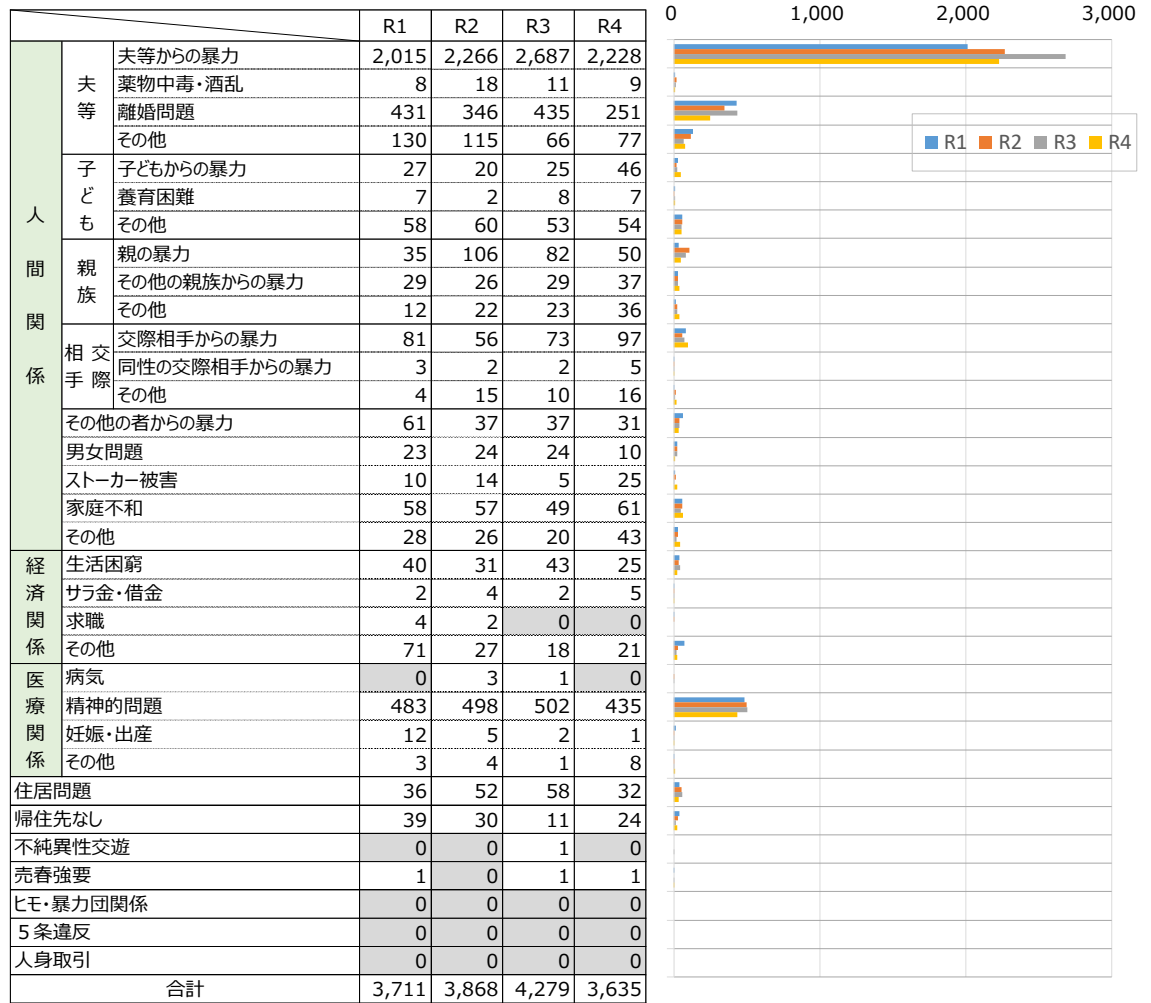 R1 R2 R3 R4
0 1,000 2,000 3,000
人間関係
夫等
夫等からの暴力 2,015 2,266 2,687 2,228
薬物中毒・酒乱 8 18 11 9
離婚問題 431 346 435 251
その他 130 115 66 77
子ども
子どもからの暴力 27 20 25 46
養育困難 7 2 8 7
その他 58 60 53 54
親族
親の暴力 35 106 82 50
その他の親族からの暴力 29 26 29 37
その他 12 22 23 36
交際相手
交際相手からの暴力 81 56 73 97
同性の交際相手からの暴力 3 2 2 5
その他 4 15 10 16
その他の者からの暴力 61 37 37 31
男女問題 23 24 24 10
ストーカー被害 10 14 5 25
家庭不和 58 57 49 61
その他 28 26 20 43
経済関係
生活困窮 40 31 43 25
サラ金・借金 2 4 2 5
求職 4 2 0 0
その他 71 27 18 21
医療関係
病気 0 3 1 0
精神的問題 483 498 502 435
妊娠・出産 12 5 2 1
その他 3 4 1 8
住居問題 36 52 58 32
帰住先なし 39 30 11 24
不純異性交遊 0 0 1 0
売春強要 1 0 1 1
ヒモ・暴力団関係 0 0 0 0
５条違反 0 0 0 0
人身取引 0 0 0 0
合計 3,711 3,868 4,279 3,635
R1 R2 R3 R4